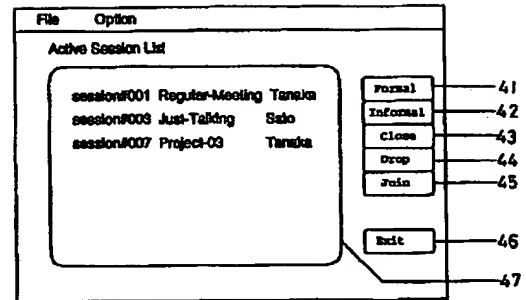 File Option
Active Session List
session#001 Regular-Meeting Tanaka
session#003 Just-Talking Sato
session#007 Project-03 Tanaka
Formal 41
Informal 42
Close 43
Drop 44
Join 45
Exit 46
47